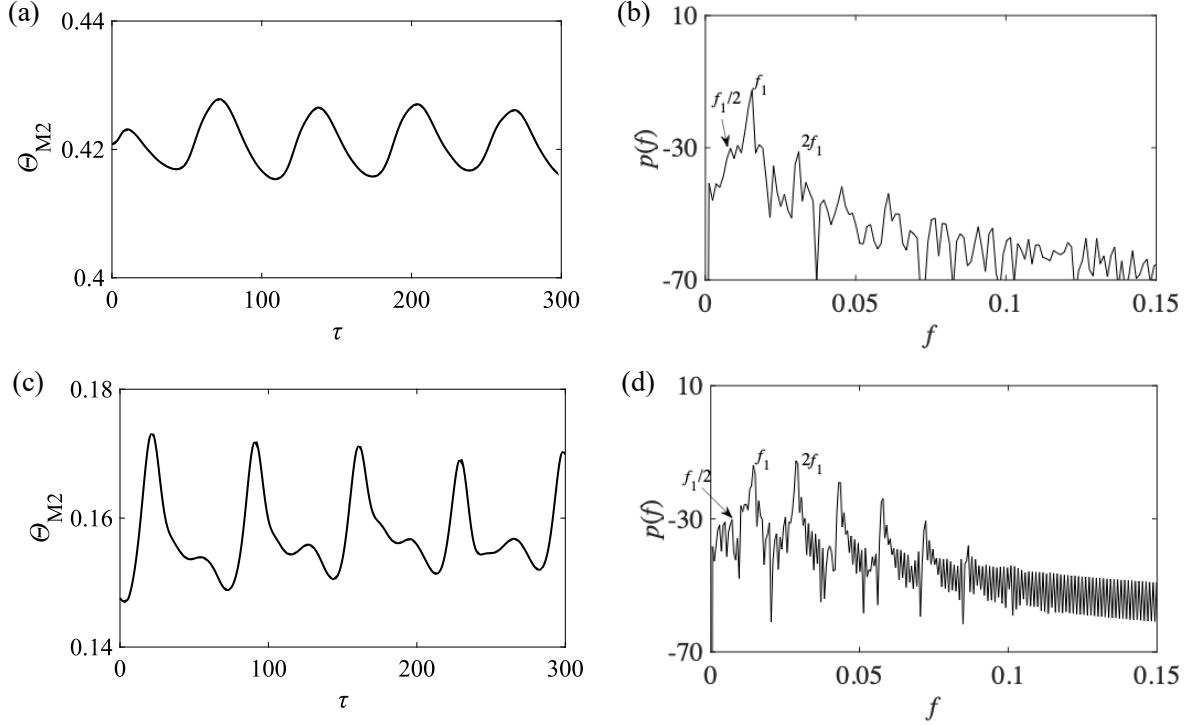 (a)
0.44
0.42
0.4
Θ_M2
0 100 200 300
τ
(b)
10
-30
-70
p(f)
f_1/2
f_1
2f_1
0 0.05 0.1 0.15
f
(c)
0.18
0.16
0.14
Θ_M2
0 100 200 300
τ
(d)
10
-30
-70
p(f)
f_1/2
f_1
2f_1
0 0.05 0.1 0.15
f